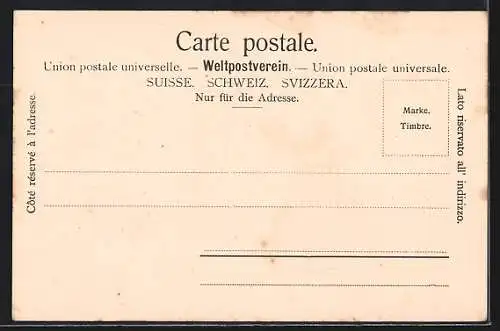 Carte postale.
Union postale universelle. — Weltpostverein. — Union postale universale.
SUISSE. SCHWEIZ. SVIZZERA.
Nur für die Adresse.
Marke.
Timbre.
Côté réservé à l'adresse.
Lato riservato all' indirizzo.